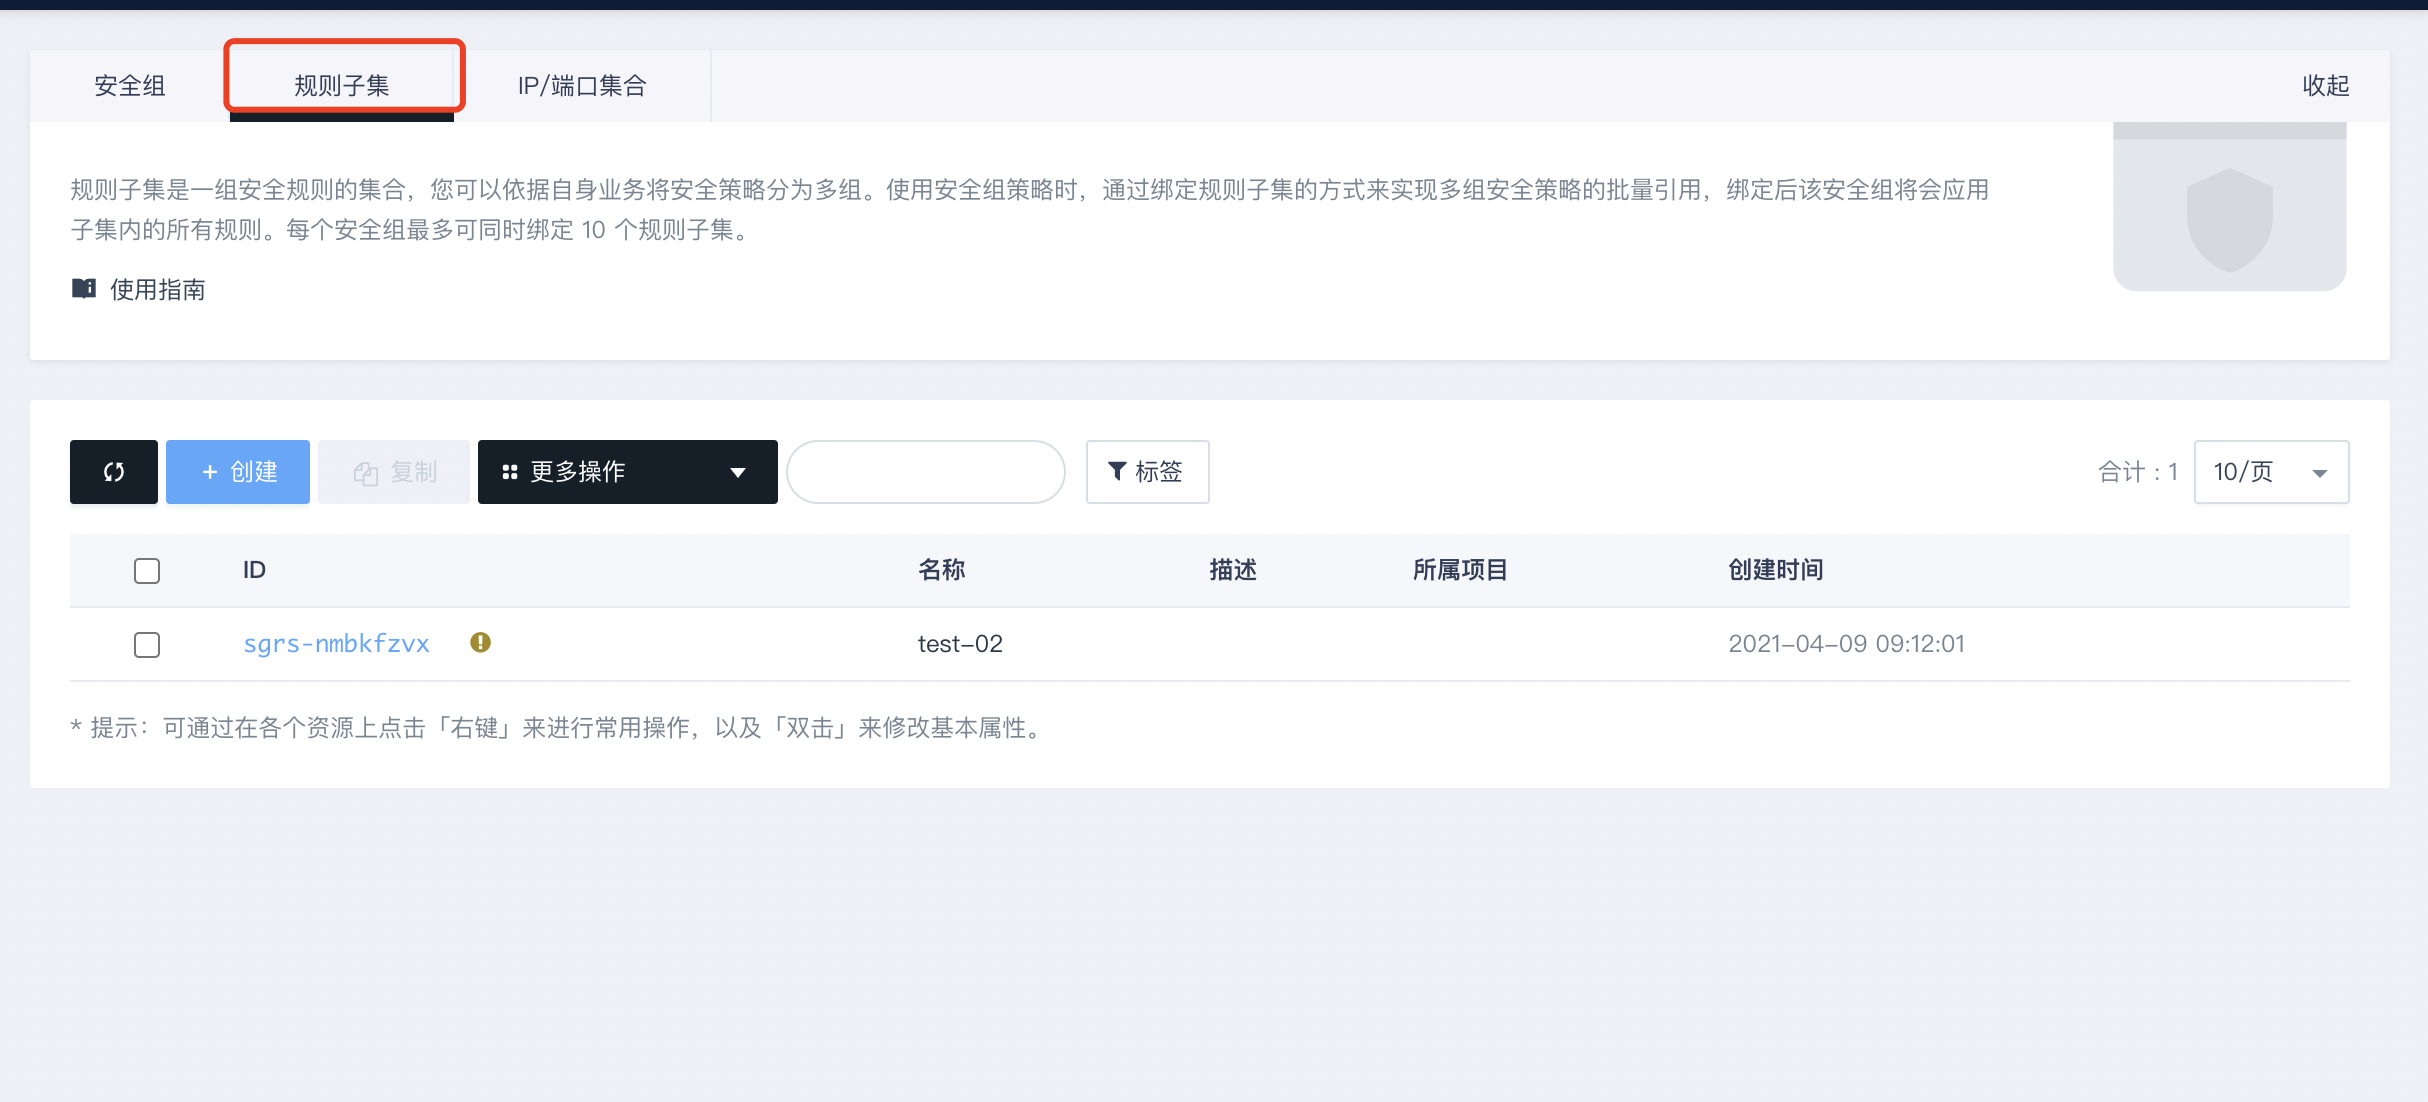 安全组
规则子集
IP/端口集合
收起
规则子集是一组安全规则的集合，您可以依据自身业务将安全策略分为多组。使用安全组策略时，通过绑定规则子集的方式来实现多组安全策略的批量引用，绑定后该安全组将会应用
子集内的所有规则。每个安全组最多可同时绑定 10 个规则子集。
使用指南
+ 创建
复制
更多操作
标签
合计 : 1
10/页
ID 名称 描述 所属项目 创建时间
sgrs-nmbkfzvx test-02 2021-04-09 09:12:01
* 提示：可通过在各个资源上点击「右键」来进行常用操作，以及「双击」来修改基本属性。